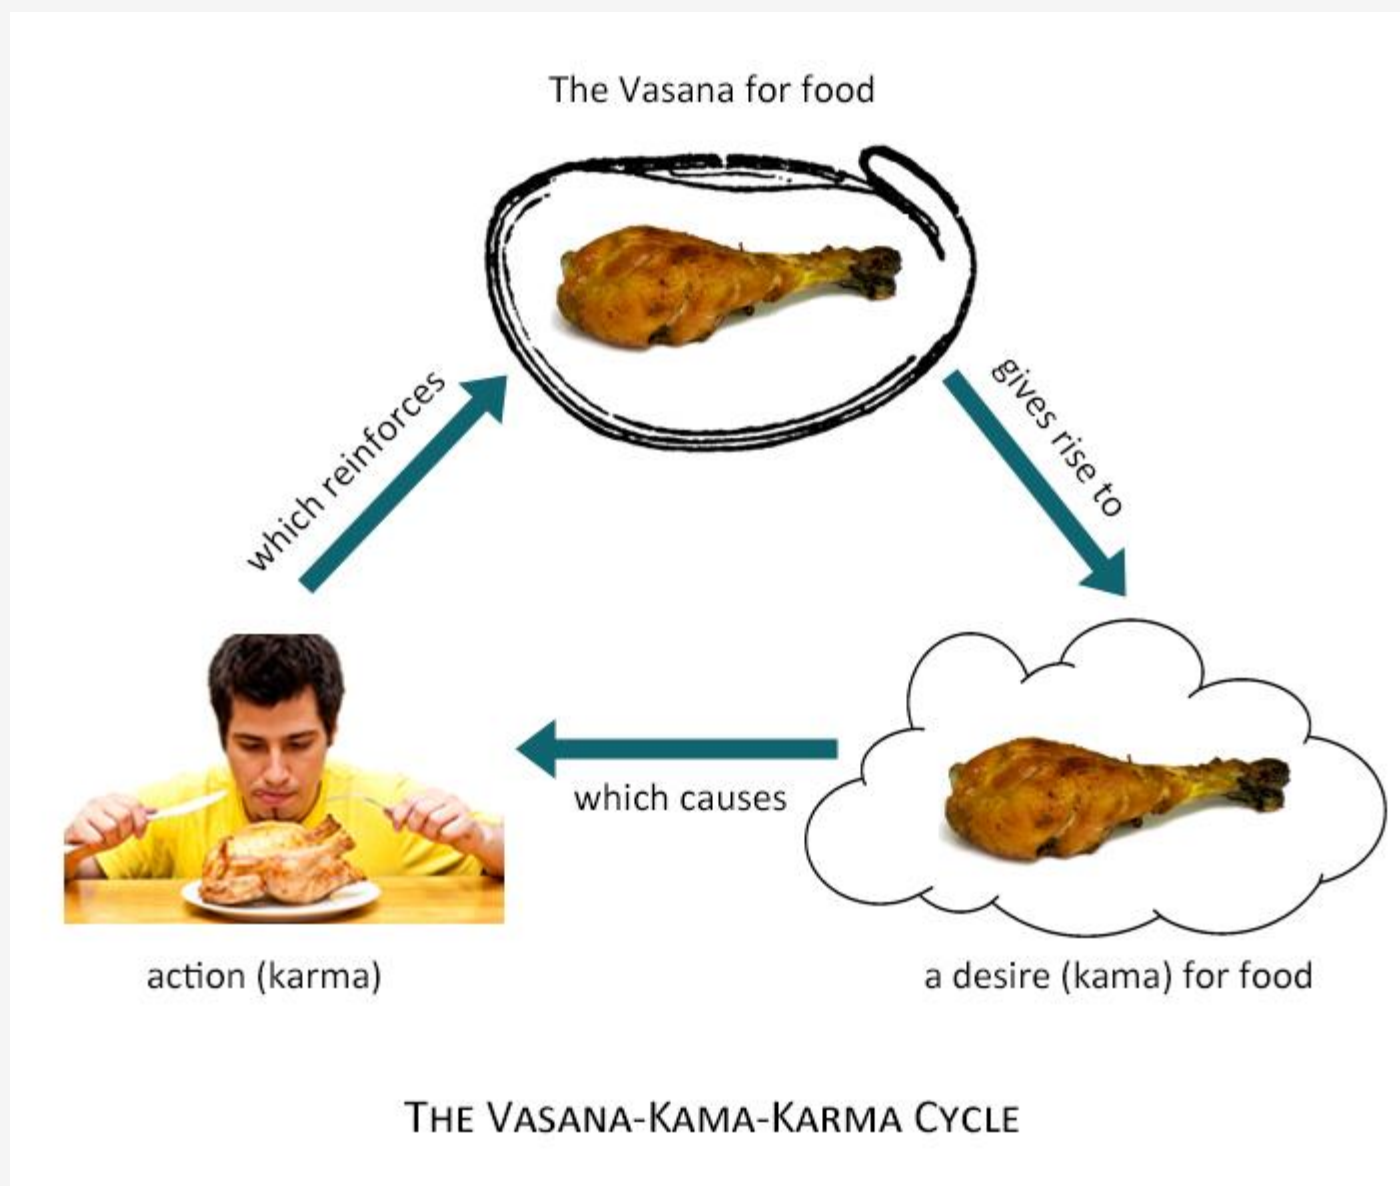 The Vasana for food
gives rise to
a desire (kama) for food
which causes
action (karma)
which reinforces
THE VASANA-KAMA-KARMA CYCLE